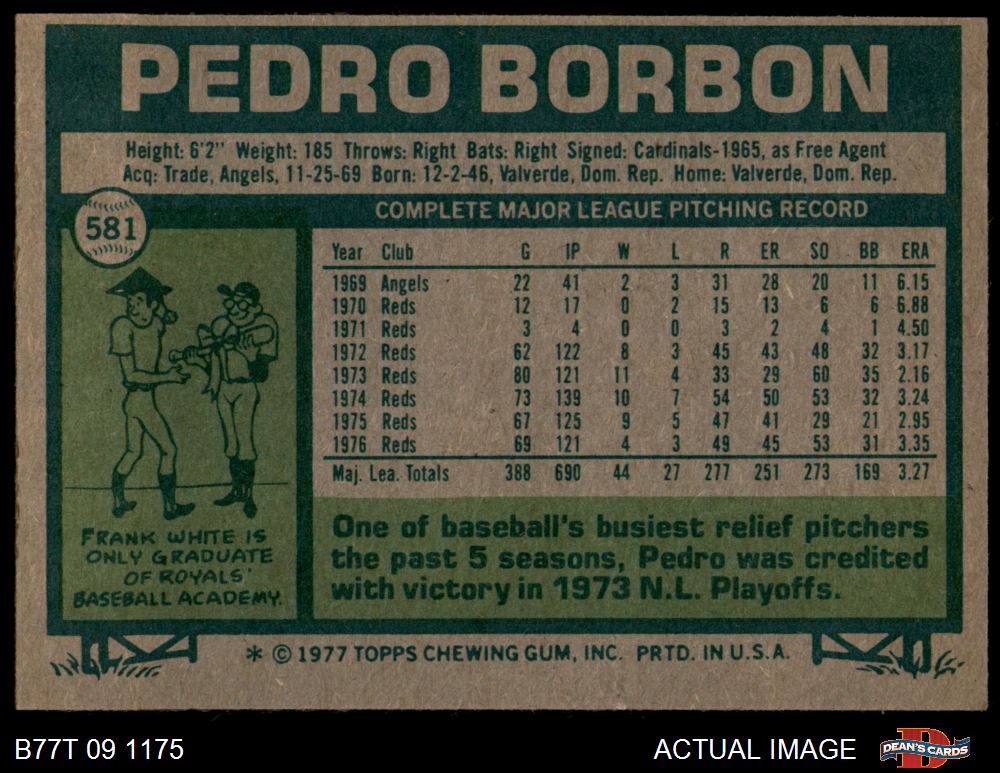 PEDRO BORBON
Height: 6'2" Weight: 185 Throws: Right Bats: Right Signed: Cardinals-1965, as Free Agent
Acq: Trade, Angels, 11-25-69 Born: 12-2-46, Valverde, Dom. Rep. Home: Valverde, Dom. Rep.
581
COMPLETE MAJOR LEAGUE PITCHING RECORD
Year Club G IP W L R ER SO BB ERA
1969 Angels 22 41 2 3 31 28 20 11 6.15
1970 Reds 12 17 0 2 15 13 6 6 6.88
1971 Reds 3 4 0 0 3 2 4 1 4.50
1972 Reds 62 122 8 3 45 43 48 32 3.17
1973 Reds 80 121 11 4 33 29 60 35 2.16
1974 Reds 73 139 10 7 54 50 53 32 3.24
1975 Reds 67 125 9 5 47 41 29 21 2.95
1976 Reds 69 121 4 3 49 45 53 31 3.35
Maj. Lea. Totals 388 690 44 27 277 251 273 169 3.27
FRANK WHITE IS
ONLY GRADUATE
OF ROYALS'
BASEBALL ACADEMY.
One of baseball's busiest relief pitchers
the past 5 seasons, Pedro was credited
with victory in 1973 N.L. Playoffs.
* © 1977 TOPPS CHEWING GUM, INC. PRTD. IN U.S.A.
B77T 09 1175
ACTUAL IMAGE
B
DEAN'S CARDS